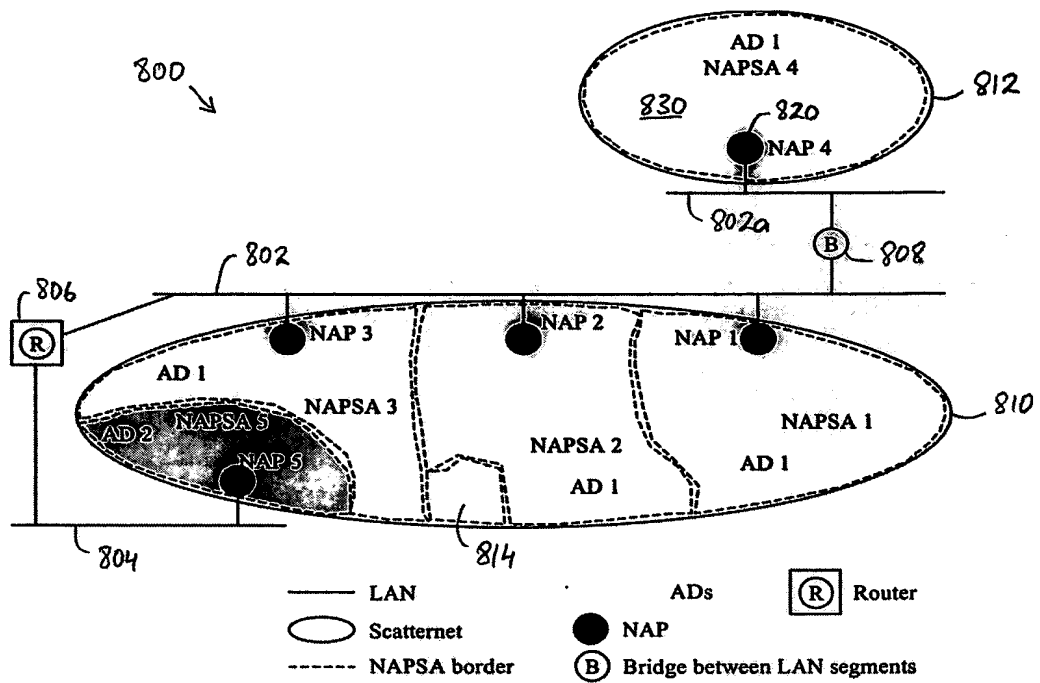 800
AD 1
NAPSA 4
830
820
NAP 4
812
802a
B
808
802
806
R
NAP 3
NAP 2
NAP 1
AD 1
NAPSA 3
NAPSA 1
810
NAPSA 5
AD 2
NAP 5
NAPSA 2
AD 1
AD 1
804
814
LAN
ADs
R Router
Scatternet
NAP
NAPSA border
B Bridge between LAN segments